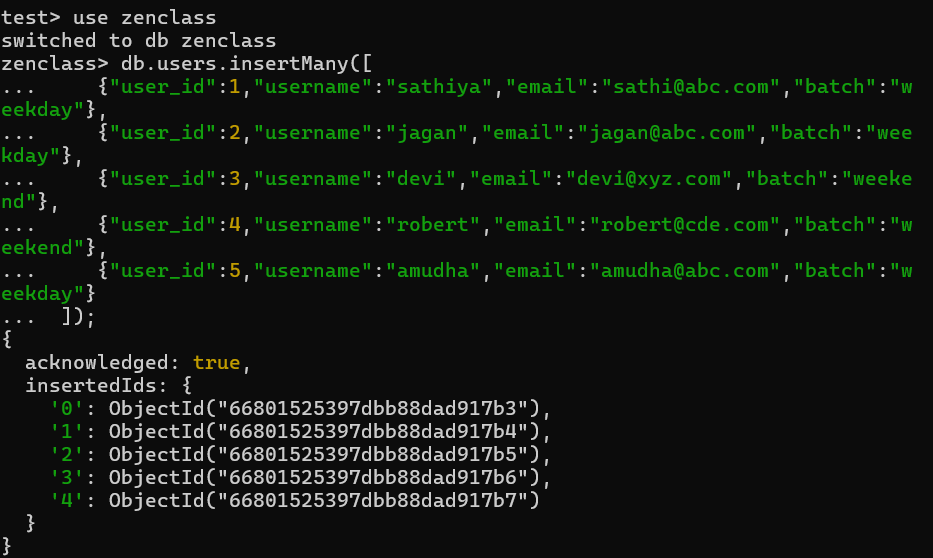 test> use zenclass
switched to db zenclass
zenclass> db.users.insertMany([
...     {"user_id":1,"username":"sathiya","email":"sathi@abc.com","batch":"w
eekday"},
...     {"user_id":2,"username":"jagan","email":"jagan@abc.com","batch":"wee
kday"},
...     {"user_id":3,"username":"devi","email":"devi@xyz.com","batch":"weeke
nd"},
...     {"user_id":4,"username":"robert","email":"robert@cde.com","batch":"w
eekend"},
...     {"user_id":5,"username":"amudha","email":"amudha@abc.com","batch":"w
eekday"}
...  ]);
{
  acknowledged: true,
  insertedIds: {
    '0': ObjectId("66801525397dbb88dad917b3"),
    '1': ObjectId("66801525397dbb88dad917b4"),
    '2': ObjectId("66801525397dbb88dad917b5"),
    '3': ObjectId("66801525397dbb88dad917b6"),
    '4': ObjectId("66801525397dbb88dad917b7")
  }
}